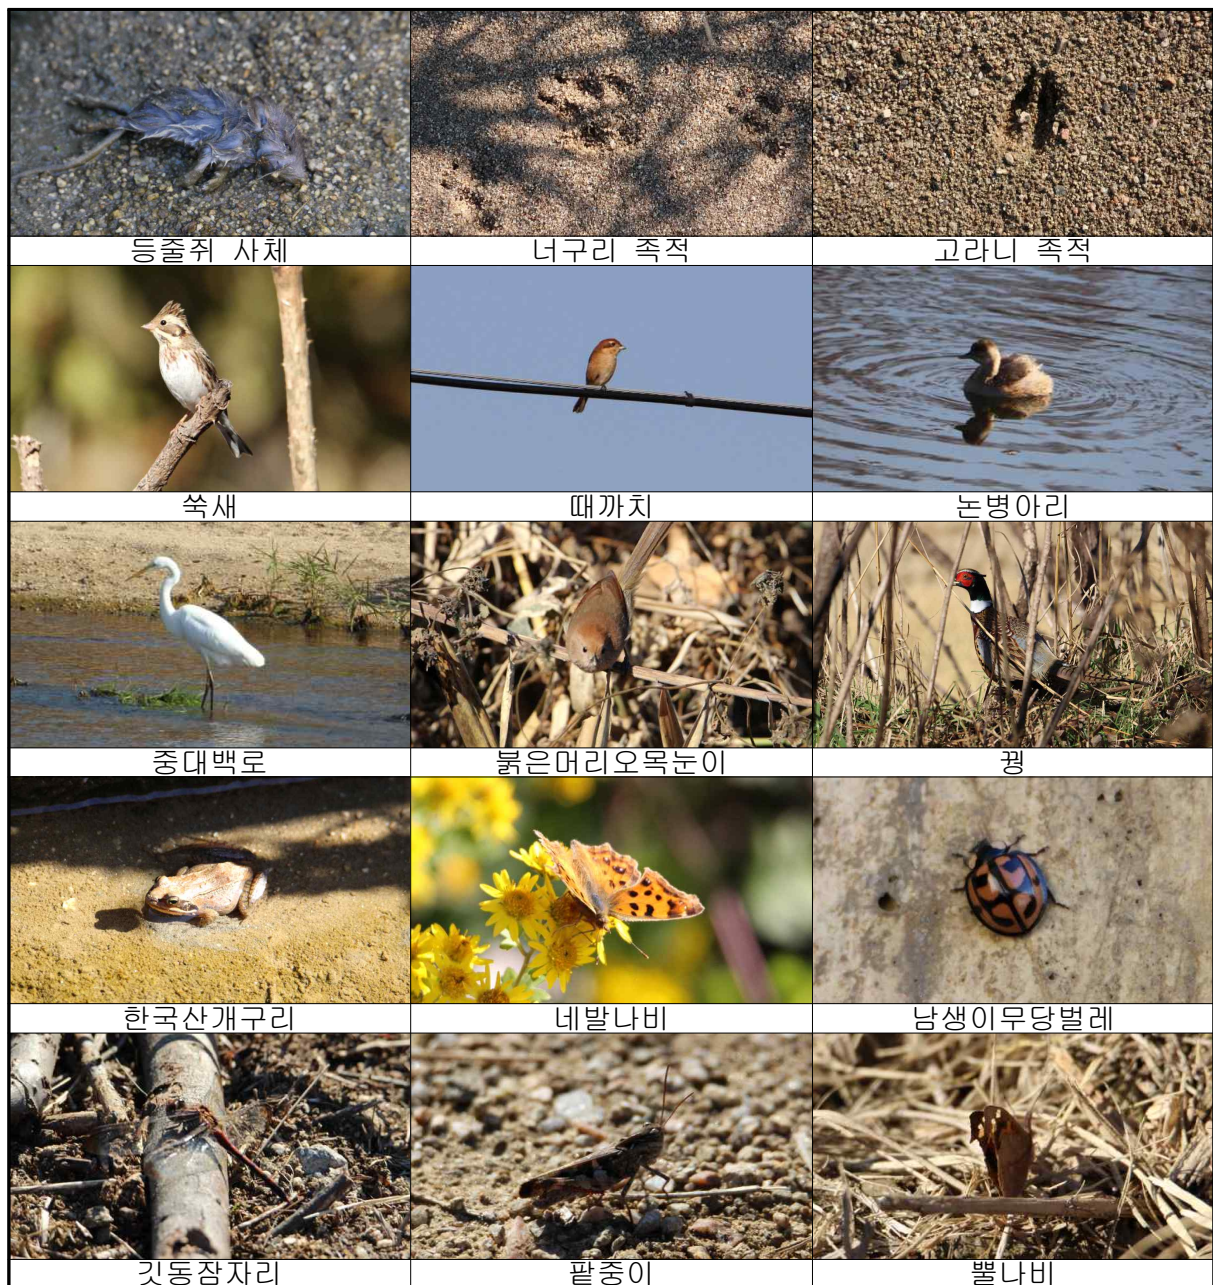 등줄쥐 사체
너구리 족적
고라니 족적
쑥새
때까치
논병아리
중대백로
붉은머리오목눈이
꿩
한국산개구리
네발나비
남생이무당벌레
깃동잠자리
팥중이
뿔나비